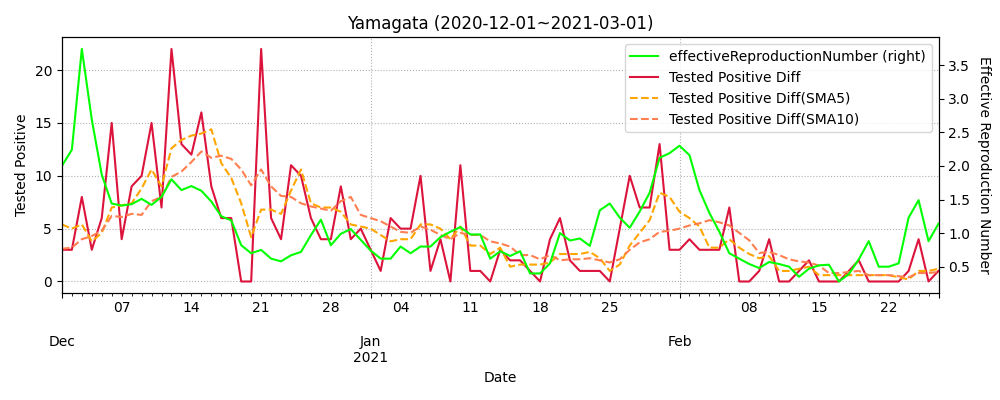 Yamagata (2020-12-01~2021-03-01)
effectiveReproductionNumber (right)
Tested Positive Diff
Tested Positive Diff(SMA5)
Tested Positive Diff(SMA10)
Tested Positive
20
15
10
5
0
3.5
3.0
2.5
2.0
1.5
1.0
0.5
Effective Reproduction Number
07 14 21 28 04 11 18 25 08 15 22
Dec Jan Feb
2021
Date